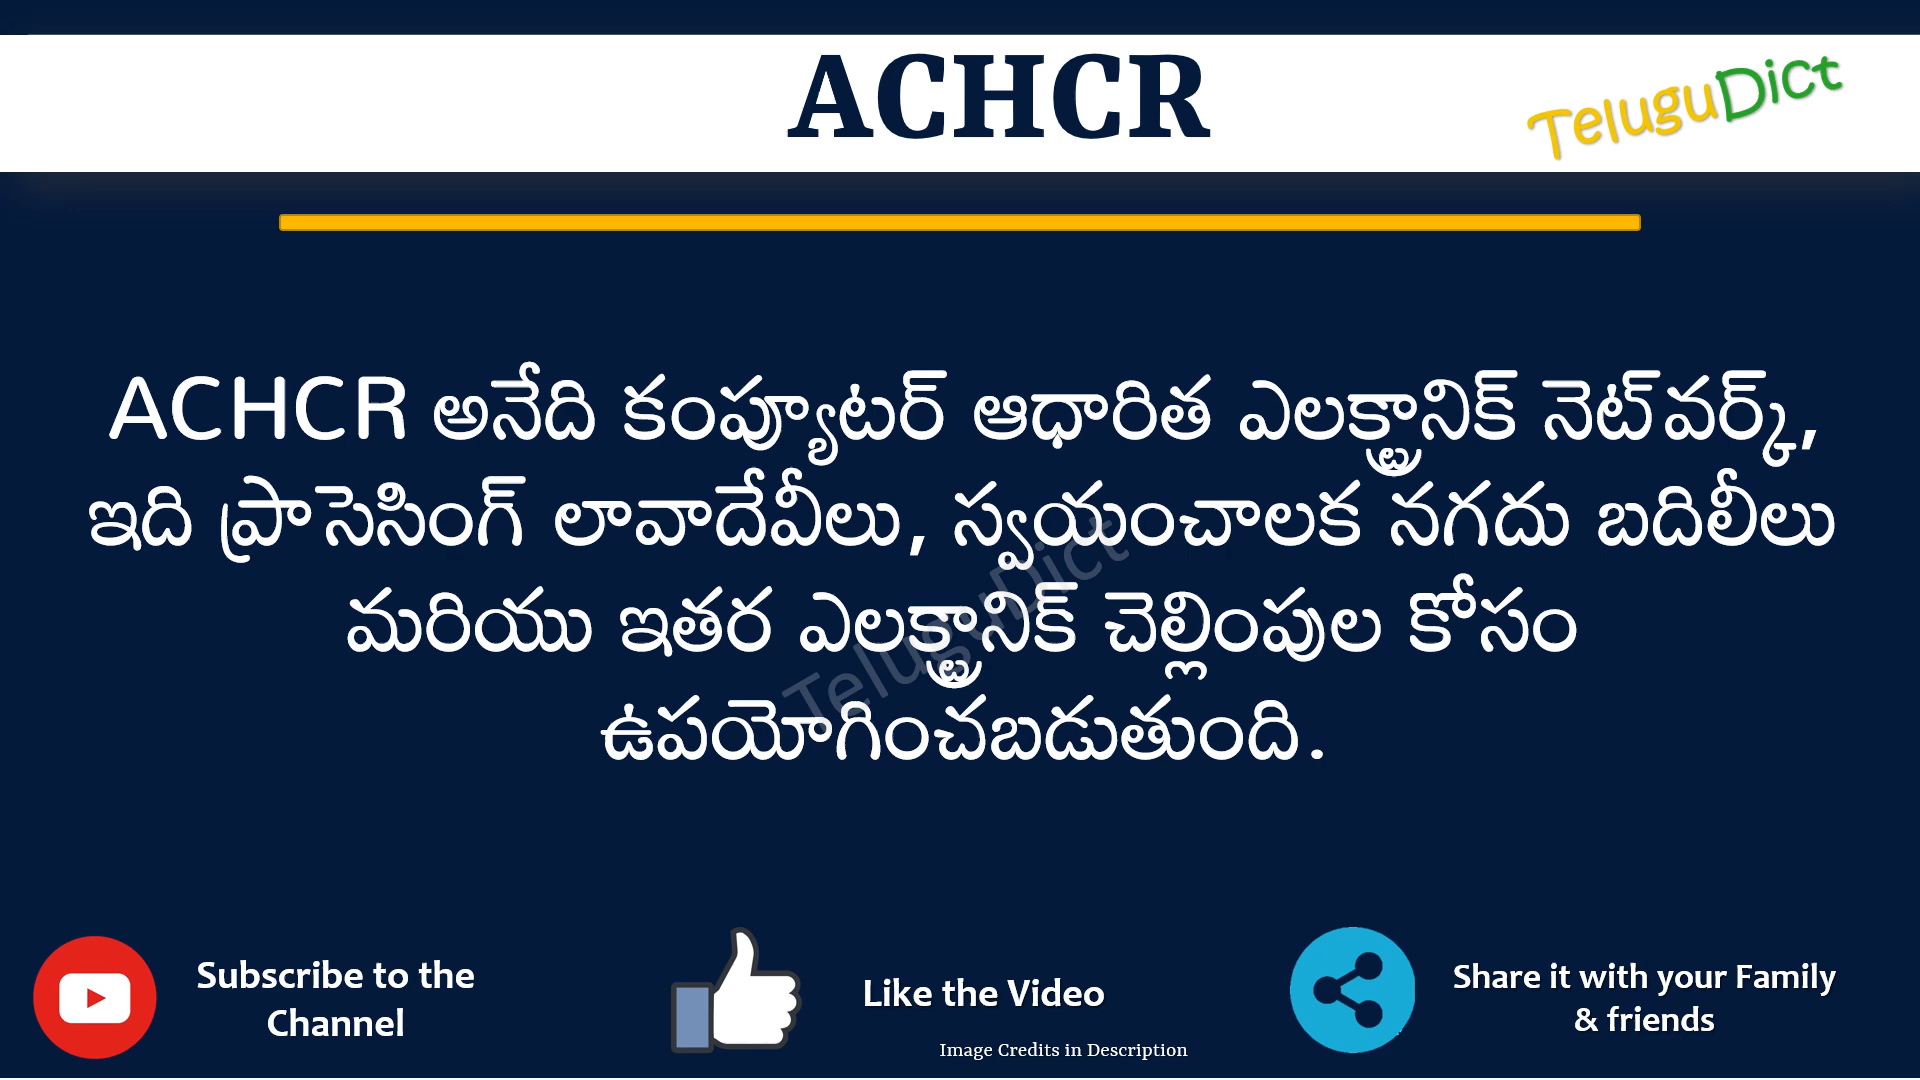 ACHCR
TeluguDict
ACHCR అనేది కంప్యూటర్ ఆధారిత ఎలక్ట్రానిక్ నెట్‌వర్క్,
ఇది ప్రాసెసింగ్ లావాదేవీలు, స్వయంచాలక నగదు బదిలీలు
మరియు ఇతర ఎలక్ట్రానిక్ చెల్లింపుల కోసం
ఉపయోగించబడుతుంది.
TeluguDict
Subscribe to the
Channel
Like the Video
Share it with your Family
& friends
Image Credits in Description